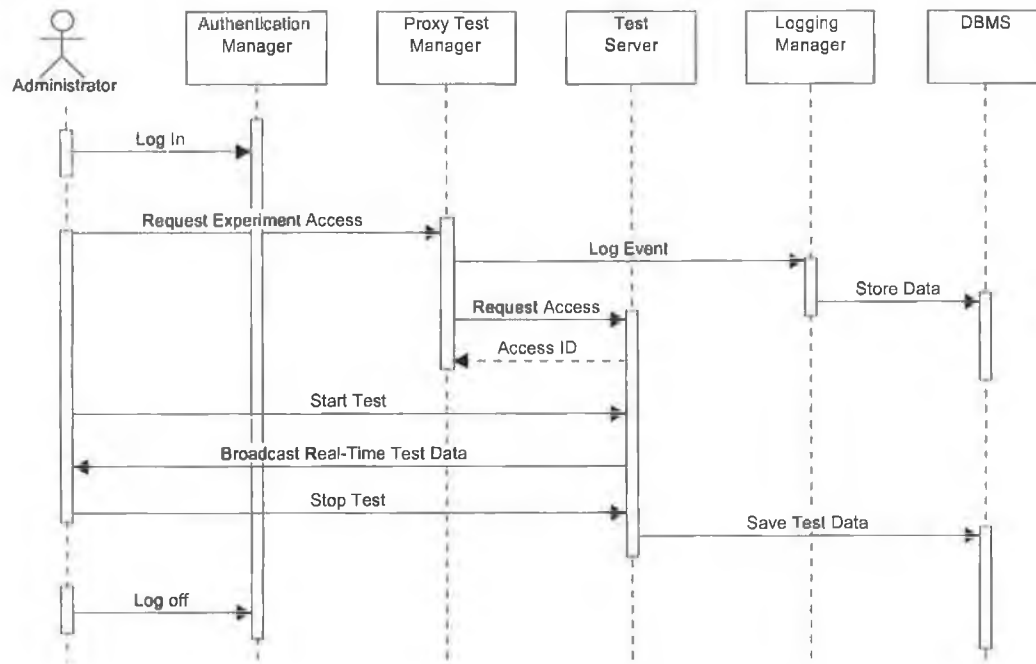 Authentication
Manager
Proxy Test
Manager
Test
Server
Logging
Manager
DBMS
Administrator
Log In
Request Experiment Access
Log Event
Store Data
Request Access
Access ID
Start Test
Broadcast Real-Time Test Data
Stop Test
Save Test Data
Log off